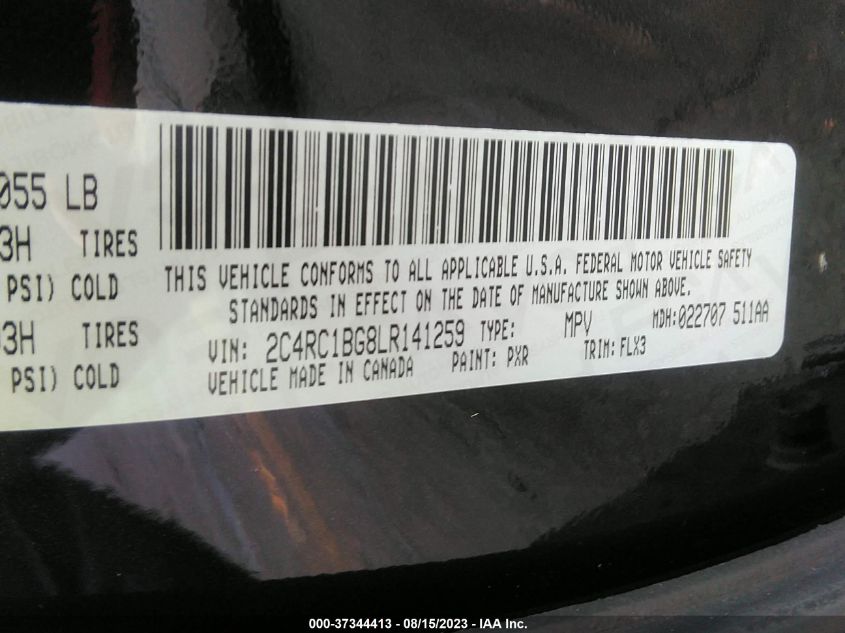 055 LB
3H TIRES
PSI) COLD
3H TIRES
PSI) COLD
THIS VEHICLE CONFORMS TO ALL APPLICABLE U.S.A. FEDERAL MOTOR VEHICLE SAFETY
STANDARDS IN EFFECT ON THE DATE OF MANUFACTURE SHOWN ABOVE.
VIN: 2C4RC1BG8LR141259 TYPE: MPV MDH:022707 511AA
VEHICLE MADE IN CANADA PAINT: PXR TRIM: FLX3
000-37344413 - 08/15/2023 - IAA Inc.